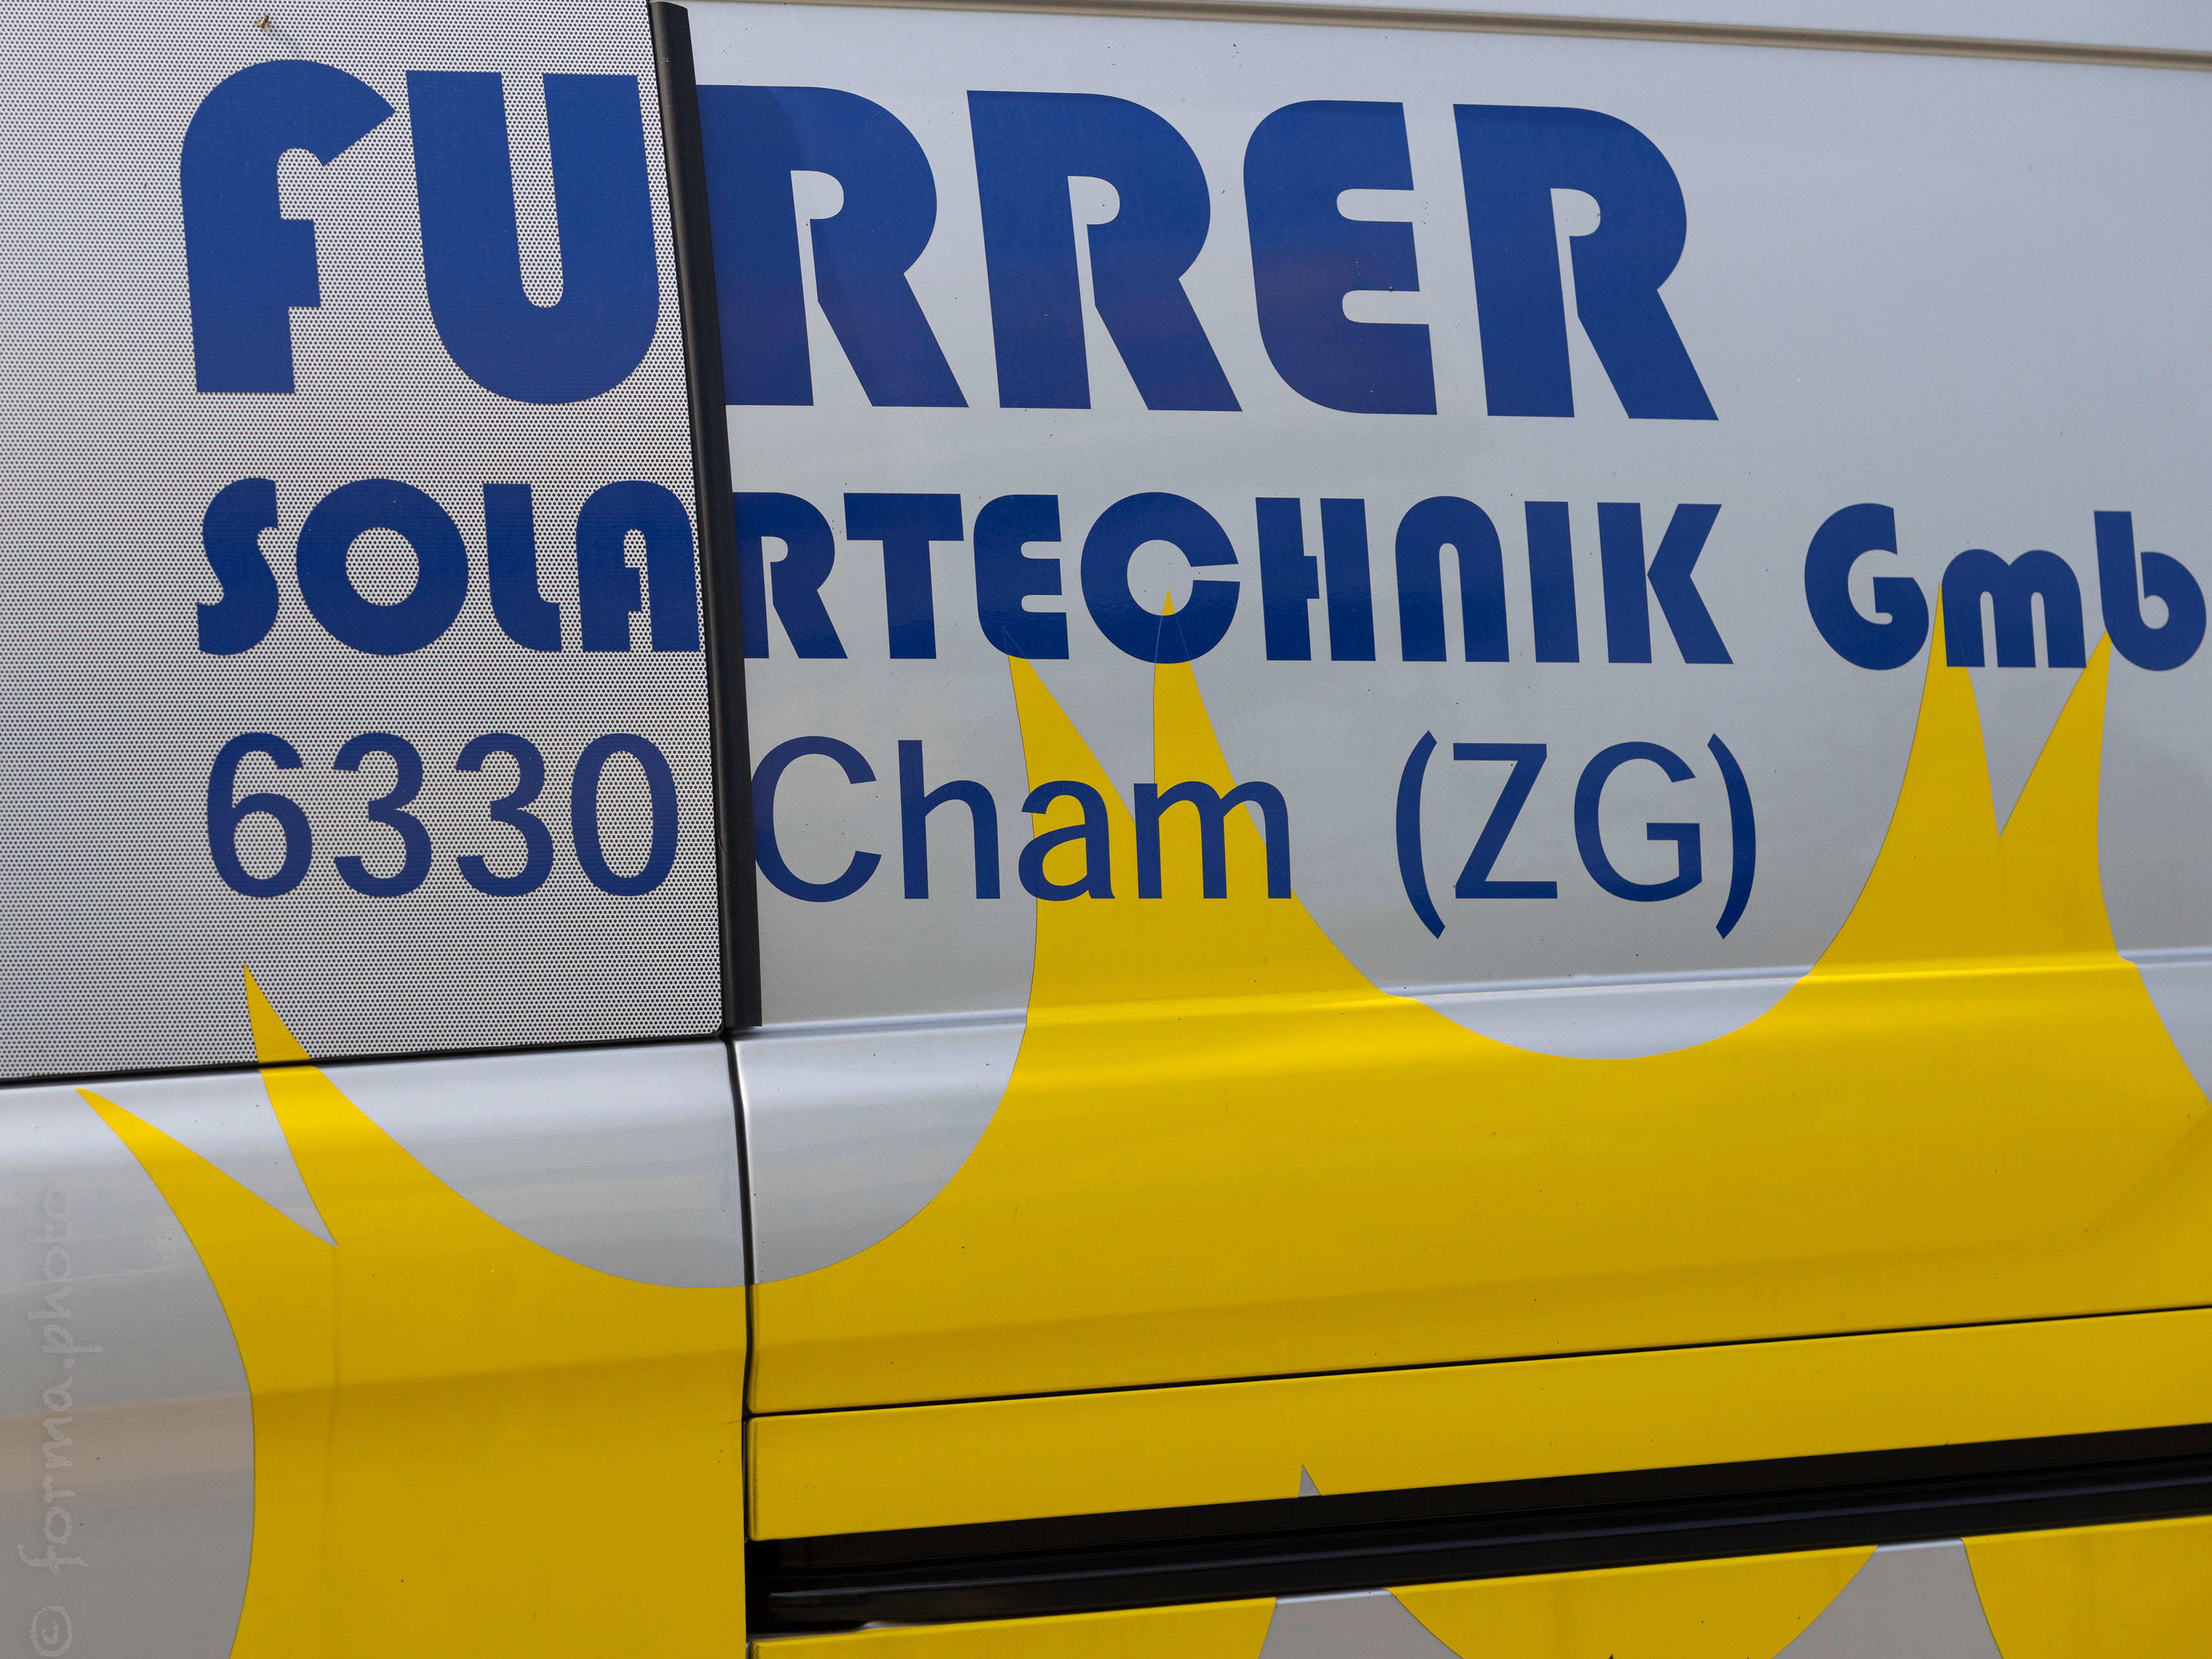 FURRER
SOLARTECHNIK Gmb
6330 Cham (ZG)
© forma.photo